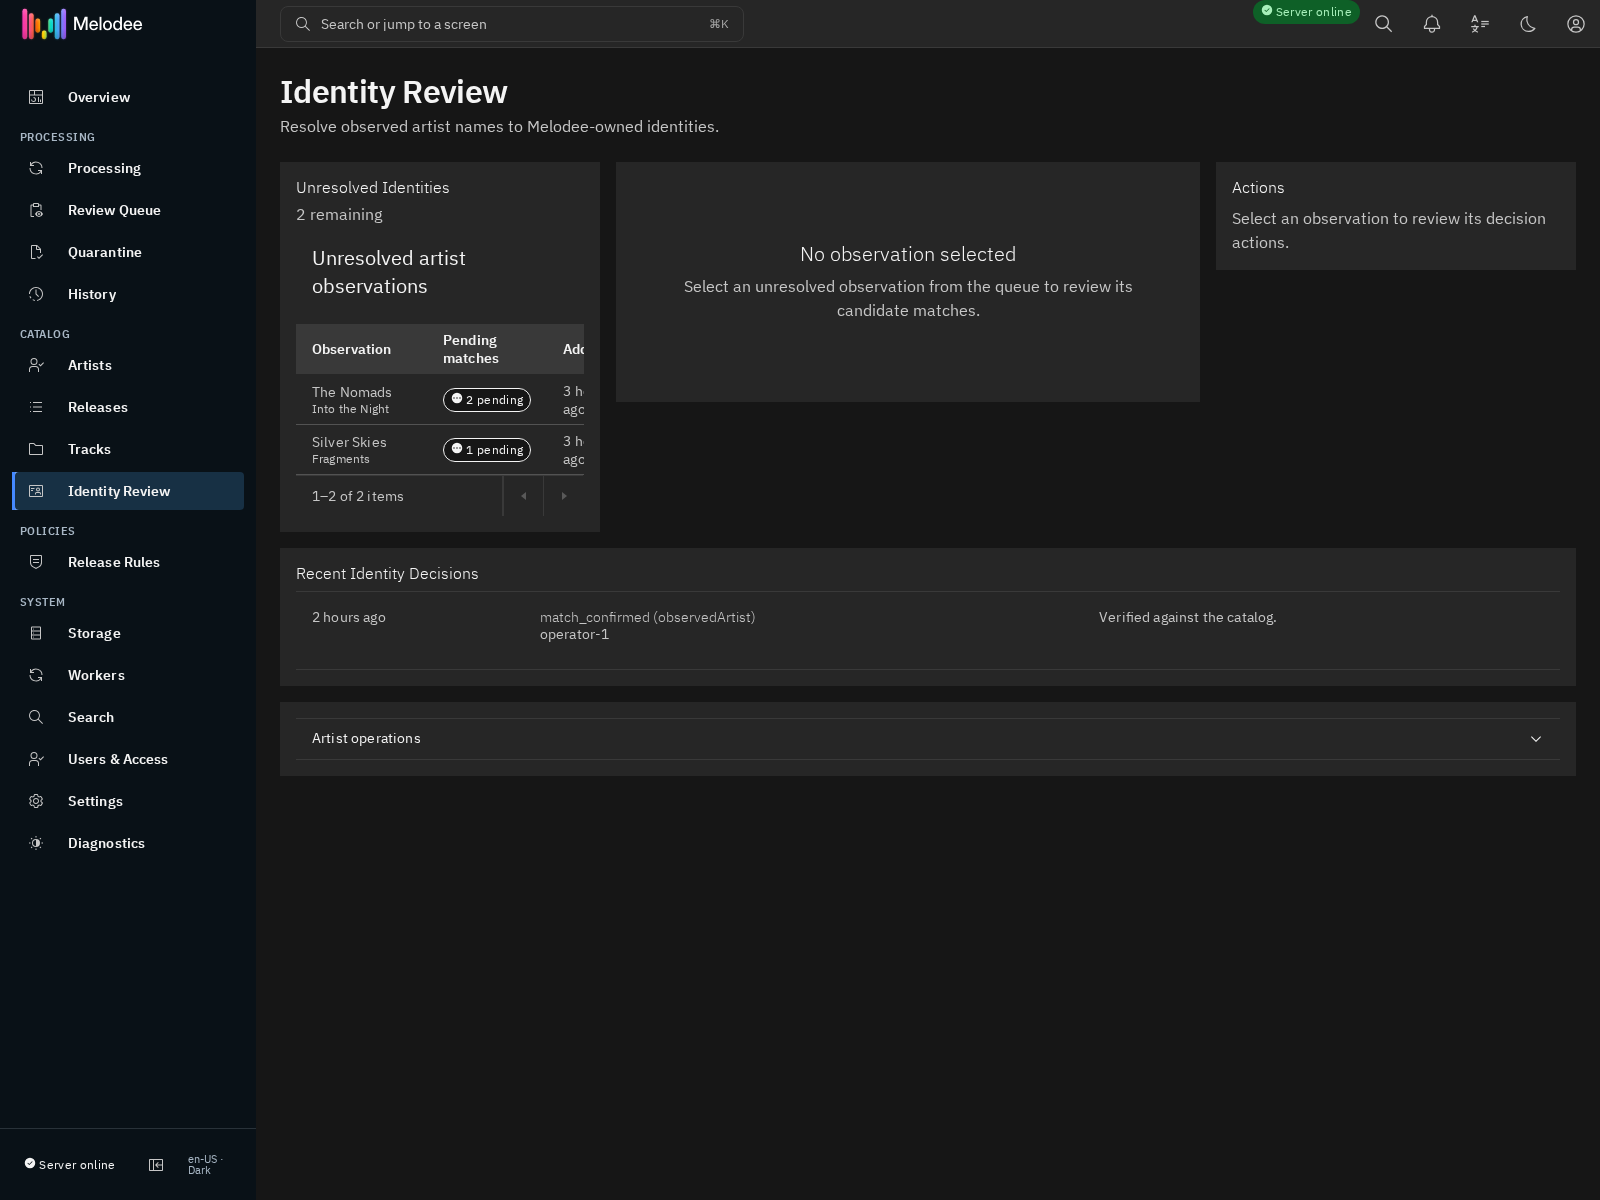 Melodee
Search or jump to a screen
⌘K
Server online
Overview
PROCESSING
Processing
Review Queue
Quarantine
History
CATALOG
Artists
Releases
Tracks
Identity Review
POLICIES
Release Rules
SYSTEM
Storage
Workers
Search
Users & Access
Settings
Diagnostics
Server online
en-US ·
Dark
Identity Review
Resolve observed artist names to Melodee-owned identities.
Unresolved Identities
2 remaining
Unresolved artist
observations
Observation
Pending
matches
The Nomads
Into the Night
2 pending
3
Silver Skies
Fragments
1 pending
3
1–2 of 2 items
No observation selected
Select an unresolved observation from the queue to review its
candidate matches.
Actions
Select an observation to review its decision
actions.
Recent Identity Decisions
2 hours ago
match_confirmed (observedArtist)
operator-1
Verified against the catalog.
Artist operations